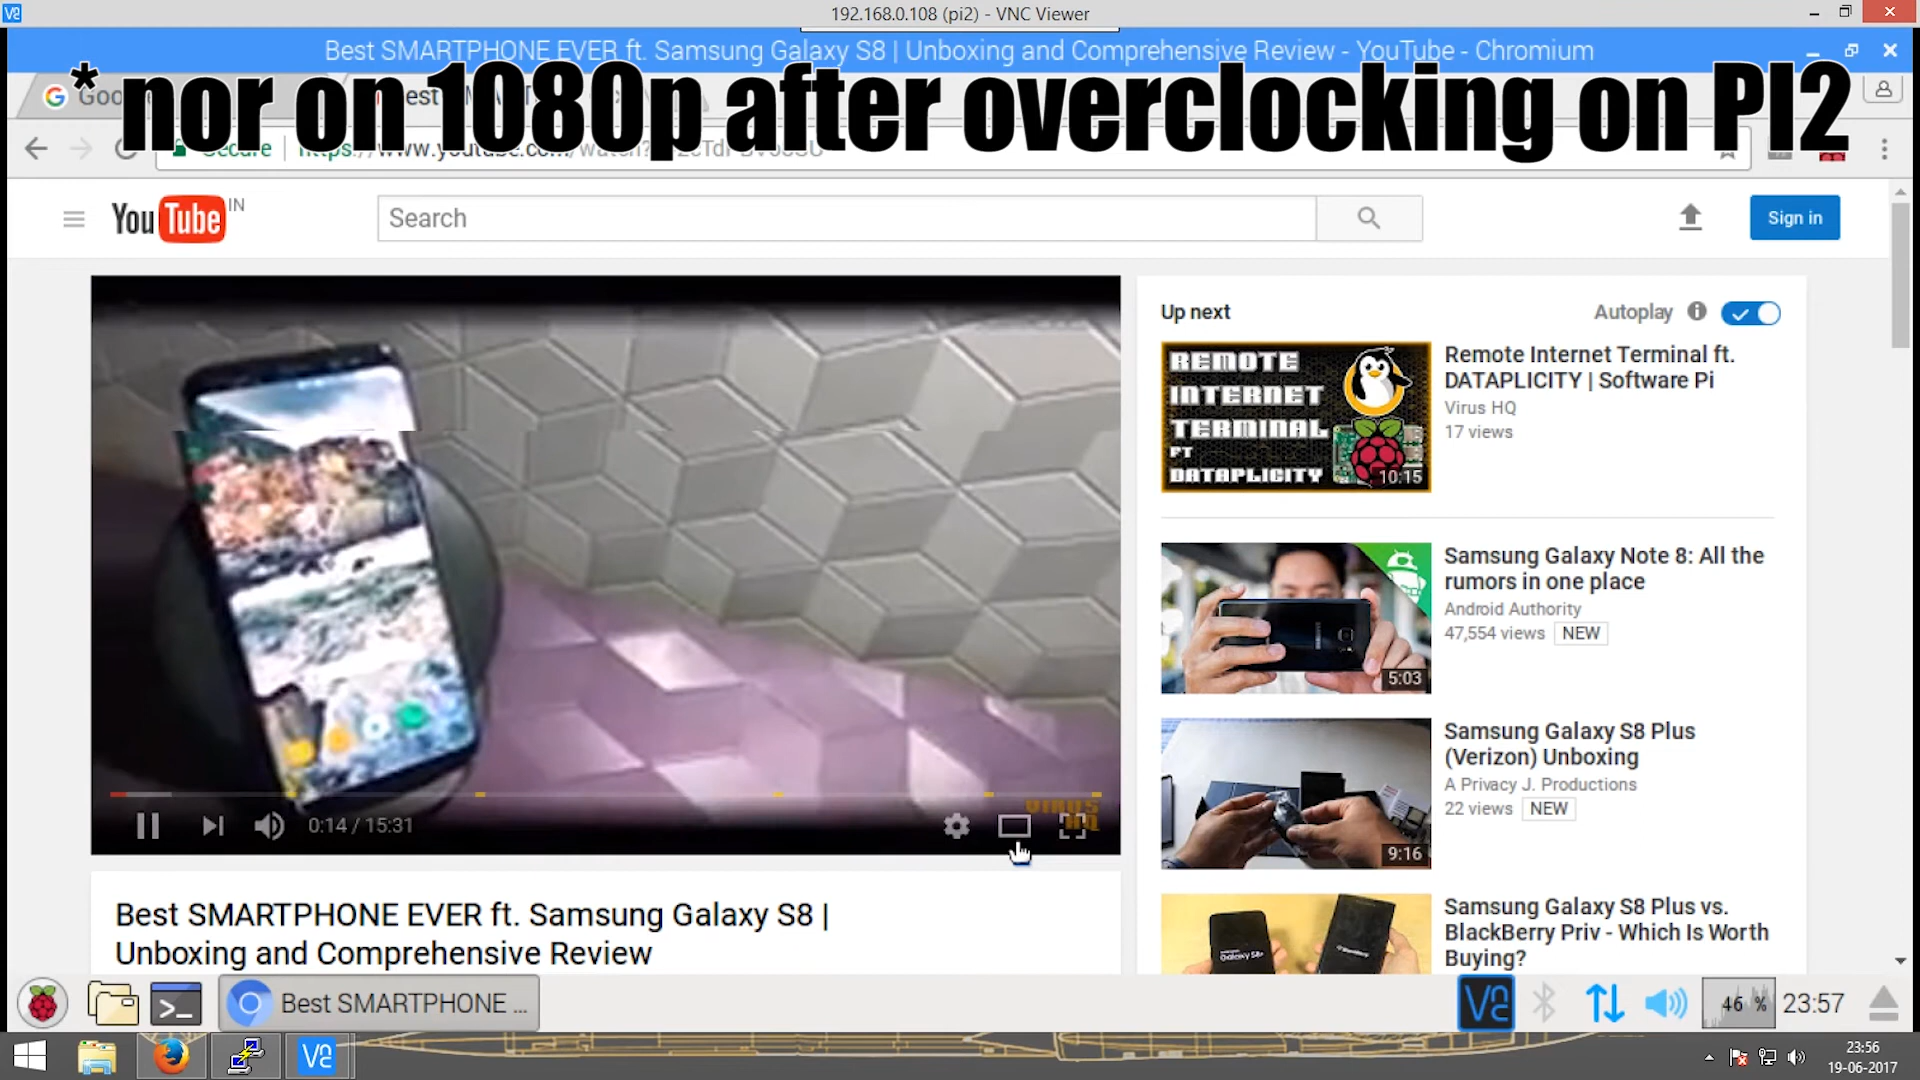 192.168.0.108 (pi2) - VNC Viewer
Best SMARTPHONE EVER ft. Samsung Galaxy S8 | Unboxing and Comprehensive Review - YouTube - Chromium
* nor on 1080p after overclocking on PI2
Secure
YouTube IN
Search
Sign in
Up next
Autoplay
REMOTE
INTERNET
TERMINAL
FT
DATAPLICITY
10:15
Remote Internet Terminal ft.
DATAPLICITY | Software Pi
Virus HQ
17 views
5:03
Samsung Galaxy Note 8: All the
rumors in one place
Android Authority
47,554 views NEW
9:16
Samsung Galaxy S8 Plus
(Verizon) Unboxing
A Privacy J. Productions
22 views NEW
Samsung Galaxy S8 Plus vs.
BlackBerry Priv - Which Is Worth
Buying?
VIRUS
HQ
0:14 / 15:31
Best SMARTPHONE EVER ft. Samsung Galaxy S8 |
Unboxing and Comprehensive Review
Best SMARTPHONE ...
46 %
23:57
23:56
19-06-2017